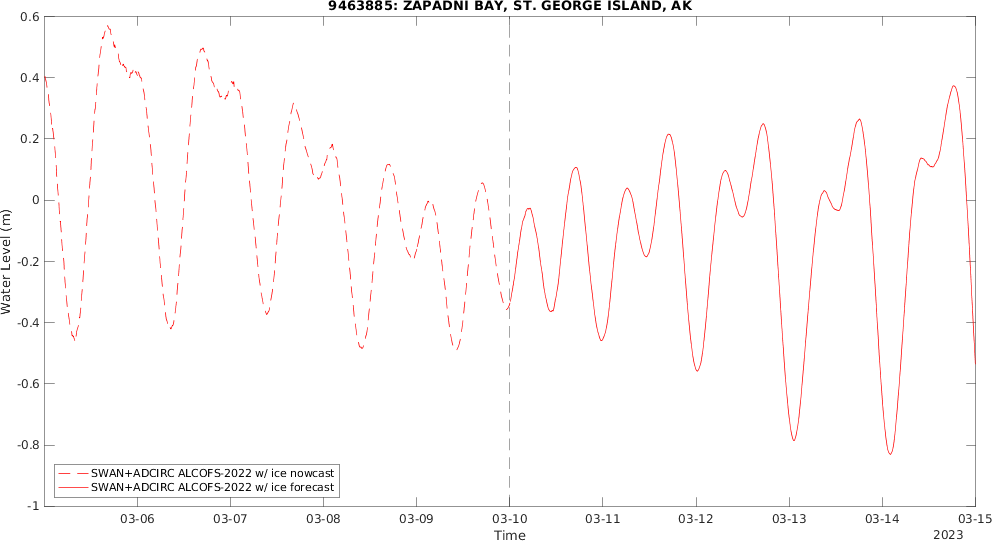 9463885: ZAPADNI BAY, ST. GEORGE ISLAND, AK
0.6
0.4
0.2
0
-0.2
-0.4
-0.6
-0.8
-1
Water Level (m)
SWAN+ADCIRC ALCOFS-2022 w/ ice nowcast
SWAN+ADCIRC ALCOFS-2022 w/ ice forecast
03-06 03-07 03-08 03-09 03-10 03-11 03-12 03-13 03-14 03-15
Time
2023